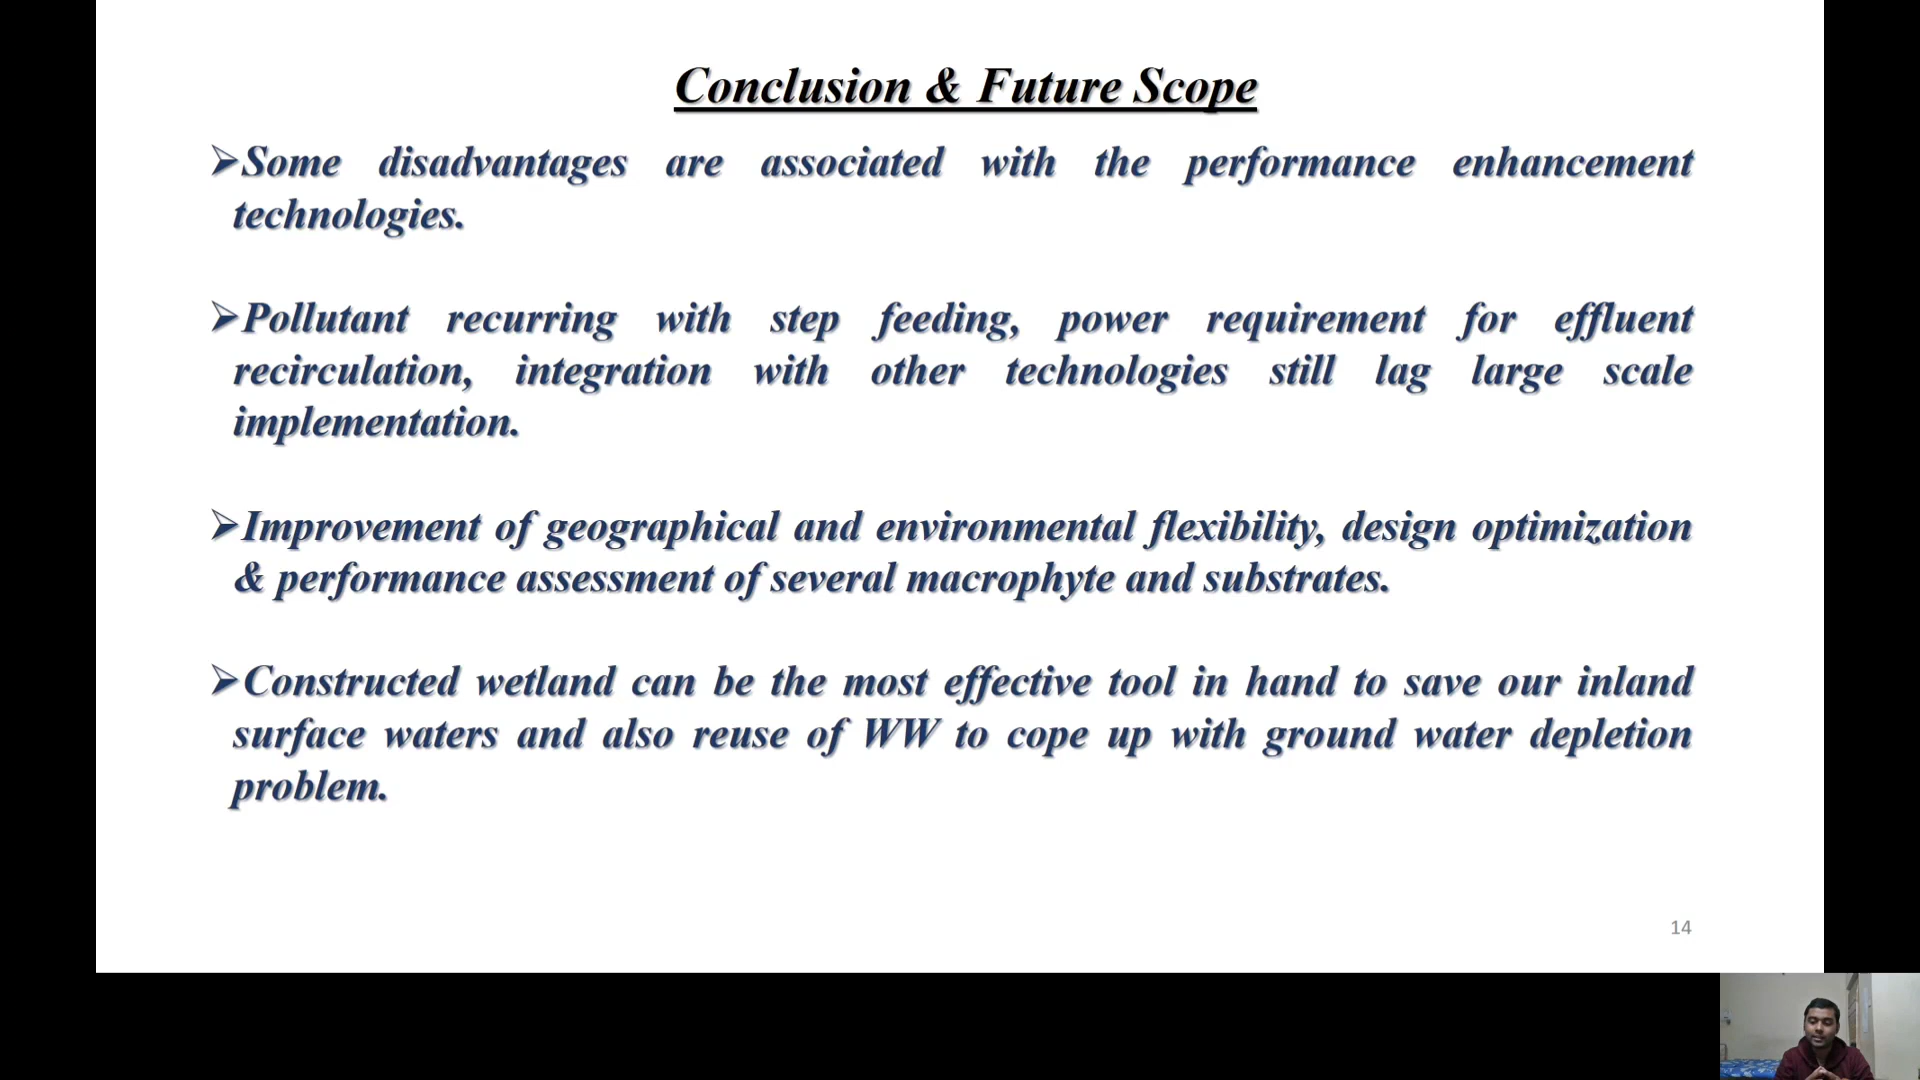 Conclusion & Future Scope
➢Some disadvantages are associated with the performance enhancement
technologies.
➢Pollutant recurring with step feeding, power requirement for effluent
recirculation, integration with other technologies still lag large scale
implementation.
➢Improvement of geographical and environmental flexibility, design optimization
& performance assessment of several macrophyte and substrates.
➢Constructed wetland can be the most effective tool in hand to save our inland
surface waters and also reuse of WW to cope up with ground water depletion
problem.
14